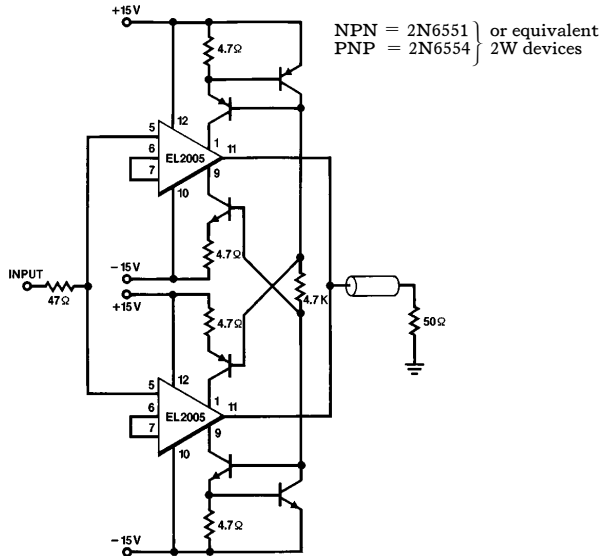 +15V
NPN = 2N6551 or equivalent
PNP = 2N6554 2W devices
4.7Ω
12
5
1
6
EL2005
11
7
9
10
4.7Ω
-15V
INPUT
47Ω
+15V
4.7K
4.7Ω
50Ω
12
5
1
6
EL2005
11
7
9
10
4.7Ω
-15V